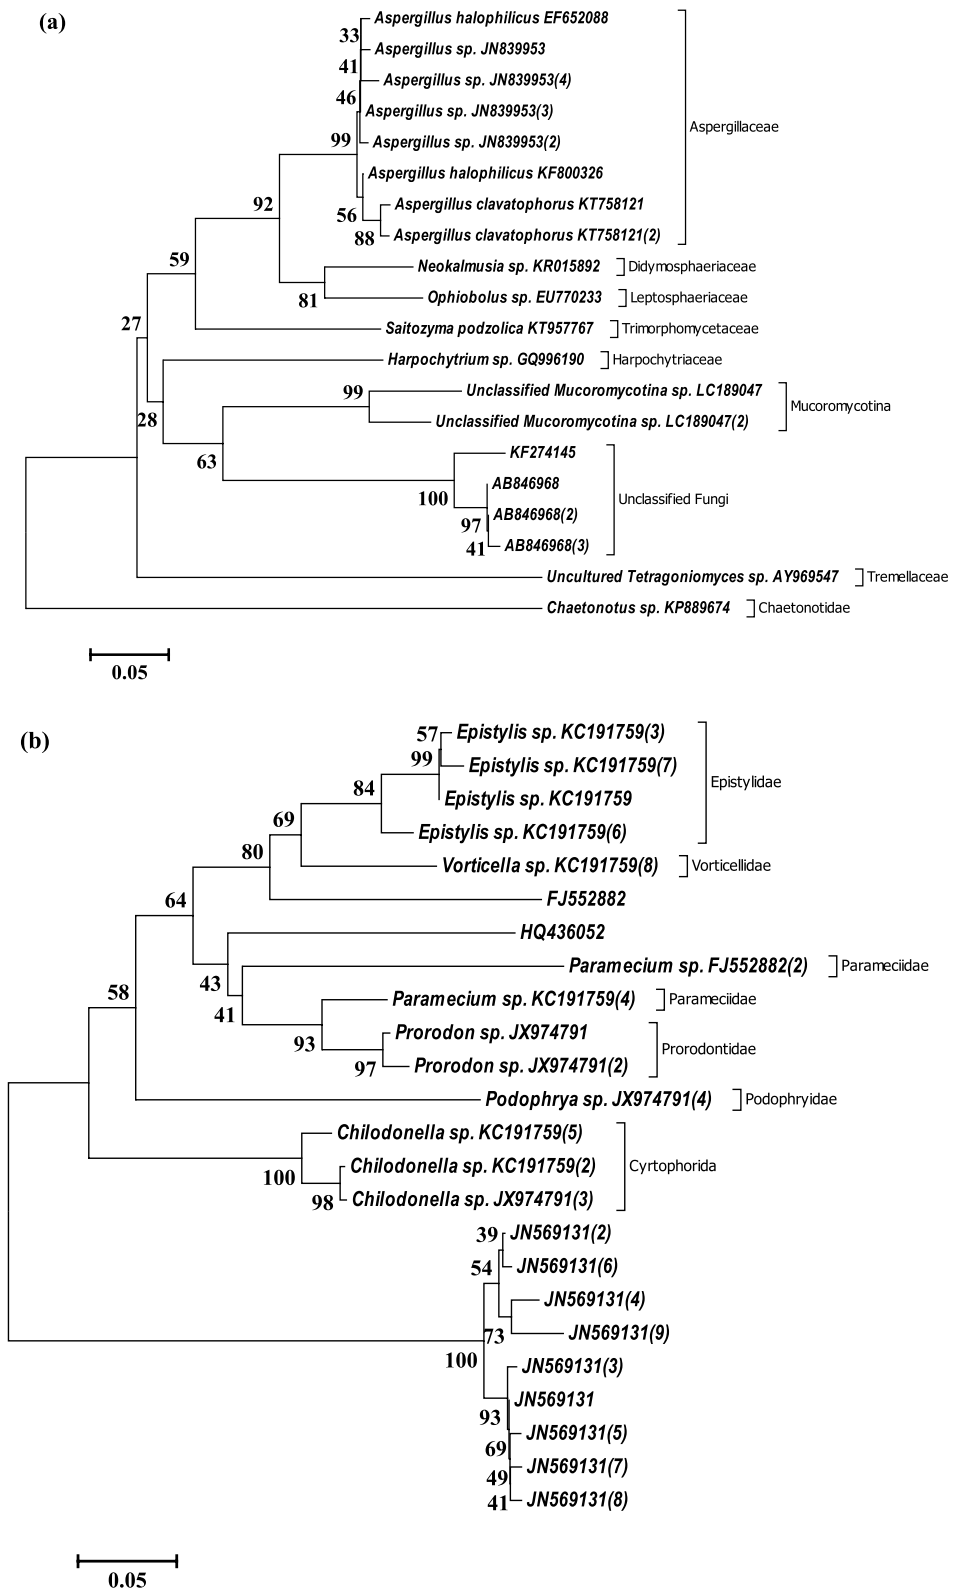 (a)
Aspergillus halophilicus EF652088
33
Aspergillus sp. JN839953
41
Aspergillus sp. JN839953(4)
46
Aspergillus sp. JN839953(3)
Aspergillaceae
99
Aspergillus sp. JN839953(2)
Aspergillus halophilicus KF800326
92
Aspergillus clavatophorus KT758121
56
88
Aspergillus clavatophorus KT758121(2)
59
Neokalmusia sp. KR015892
Didymosphaeriaceae
81
Ophiobolus sp. EU770233
Leptosphaeriaceae
27
Saitozyma podzolica KT957767
Trimorphomycetaceae
Harpochytrium sp. GQ996190
Harpochytriaceae
99
Unclassified Mucoromycotina sp. LC189047
Mucoromycotina
28
Unclassified Mucoromycotina sp. LC189047(2)
63
KF274145
AB846968
100
Unclassified Fungi
AB846968(2)
97
41
AB846968(3)
Uncultured Tetragoniomyces sp. AY969547
Tremellaceae
Chaetonotus sp. KP889674
Chaetonotidae
0.05
(b)
57
Epistylis sp. KC191759(3)
99
Epistylis sp. KC191759(7)
Epistylidae
84
Epistylis sp. KC191759
69
Epistylis sp. KC191759(6)
80
Vorticella sp. KC191759(8)
Vorticellidae
64
FJ552882
HQ436052
43
Paramecium sp. FJ552882(2)
Parameciidae
58
41
Paramecium sp. KC191759(4)
Parameciidae
93
Prorodon sp. JX974791
Prorodontidae
97
Prorodon sp. JX974791(2)
Podophrya sp. JX974791(4)
Podophryidae
Chilodonella sp. KC191759(5)
100
Chilodonella sp. KC191759(2)
Cyrtophorida
98
Chilodonella sp. JX974791(3)
39
JN569131(2)
54
JN569131(6)
JN569131(4)
73
JN569131(9)
100
JN569131(3)
JN569131
93
JN569131(5)
69
JN569131(7)
49
41
JN569131(8)
0.05